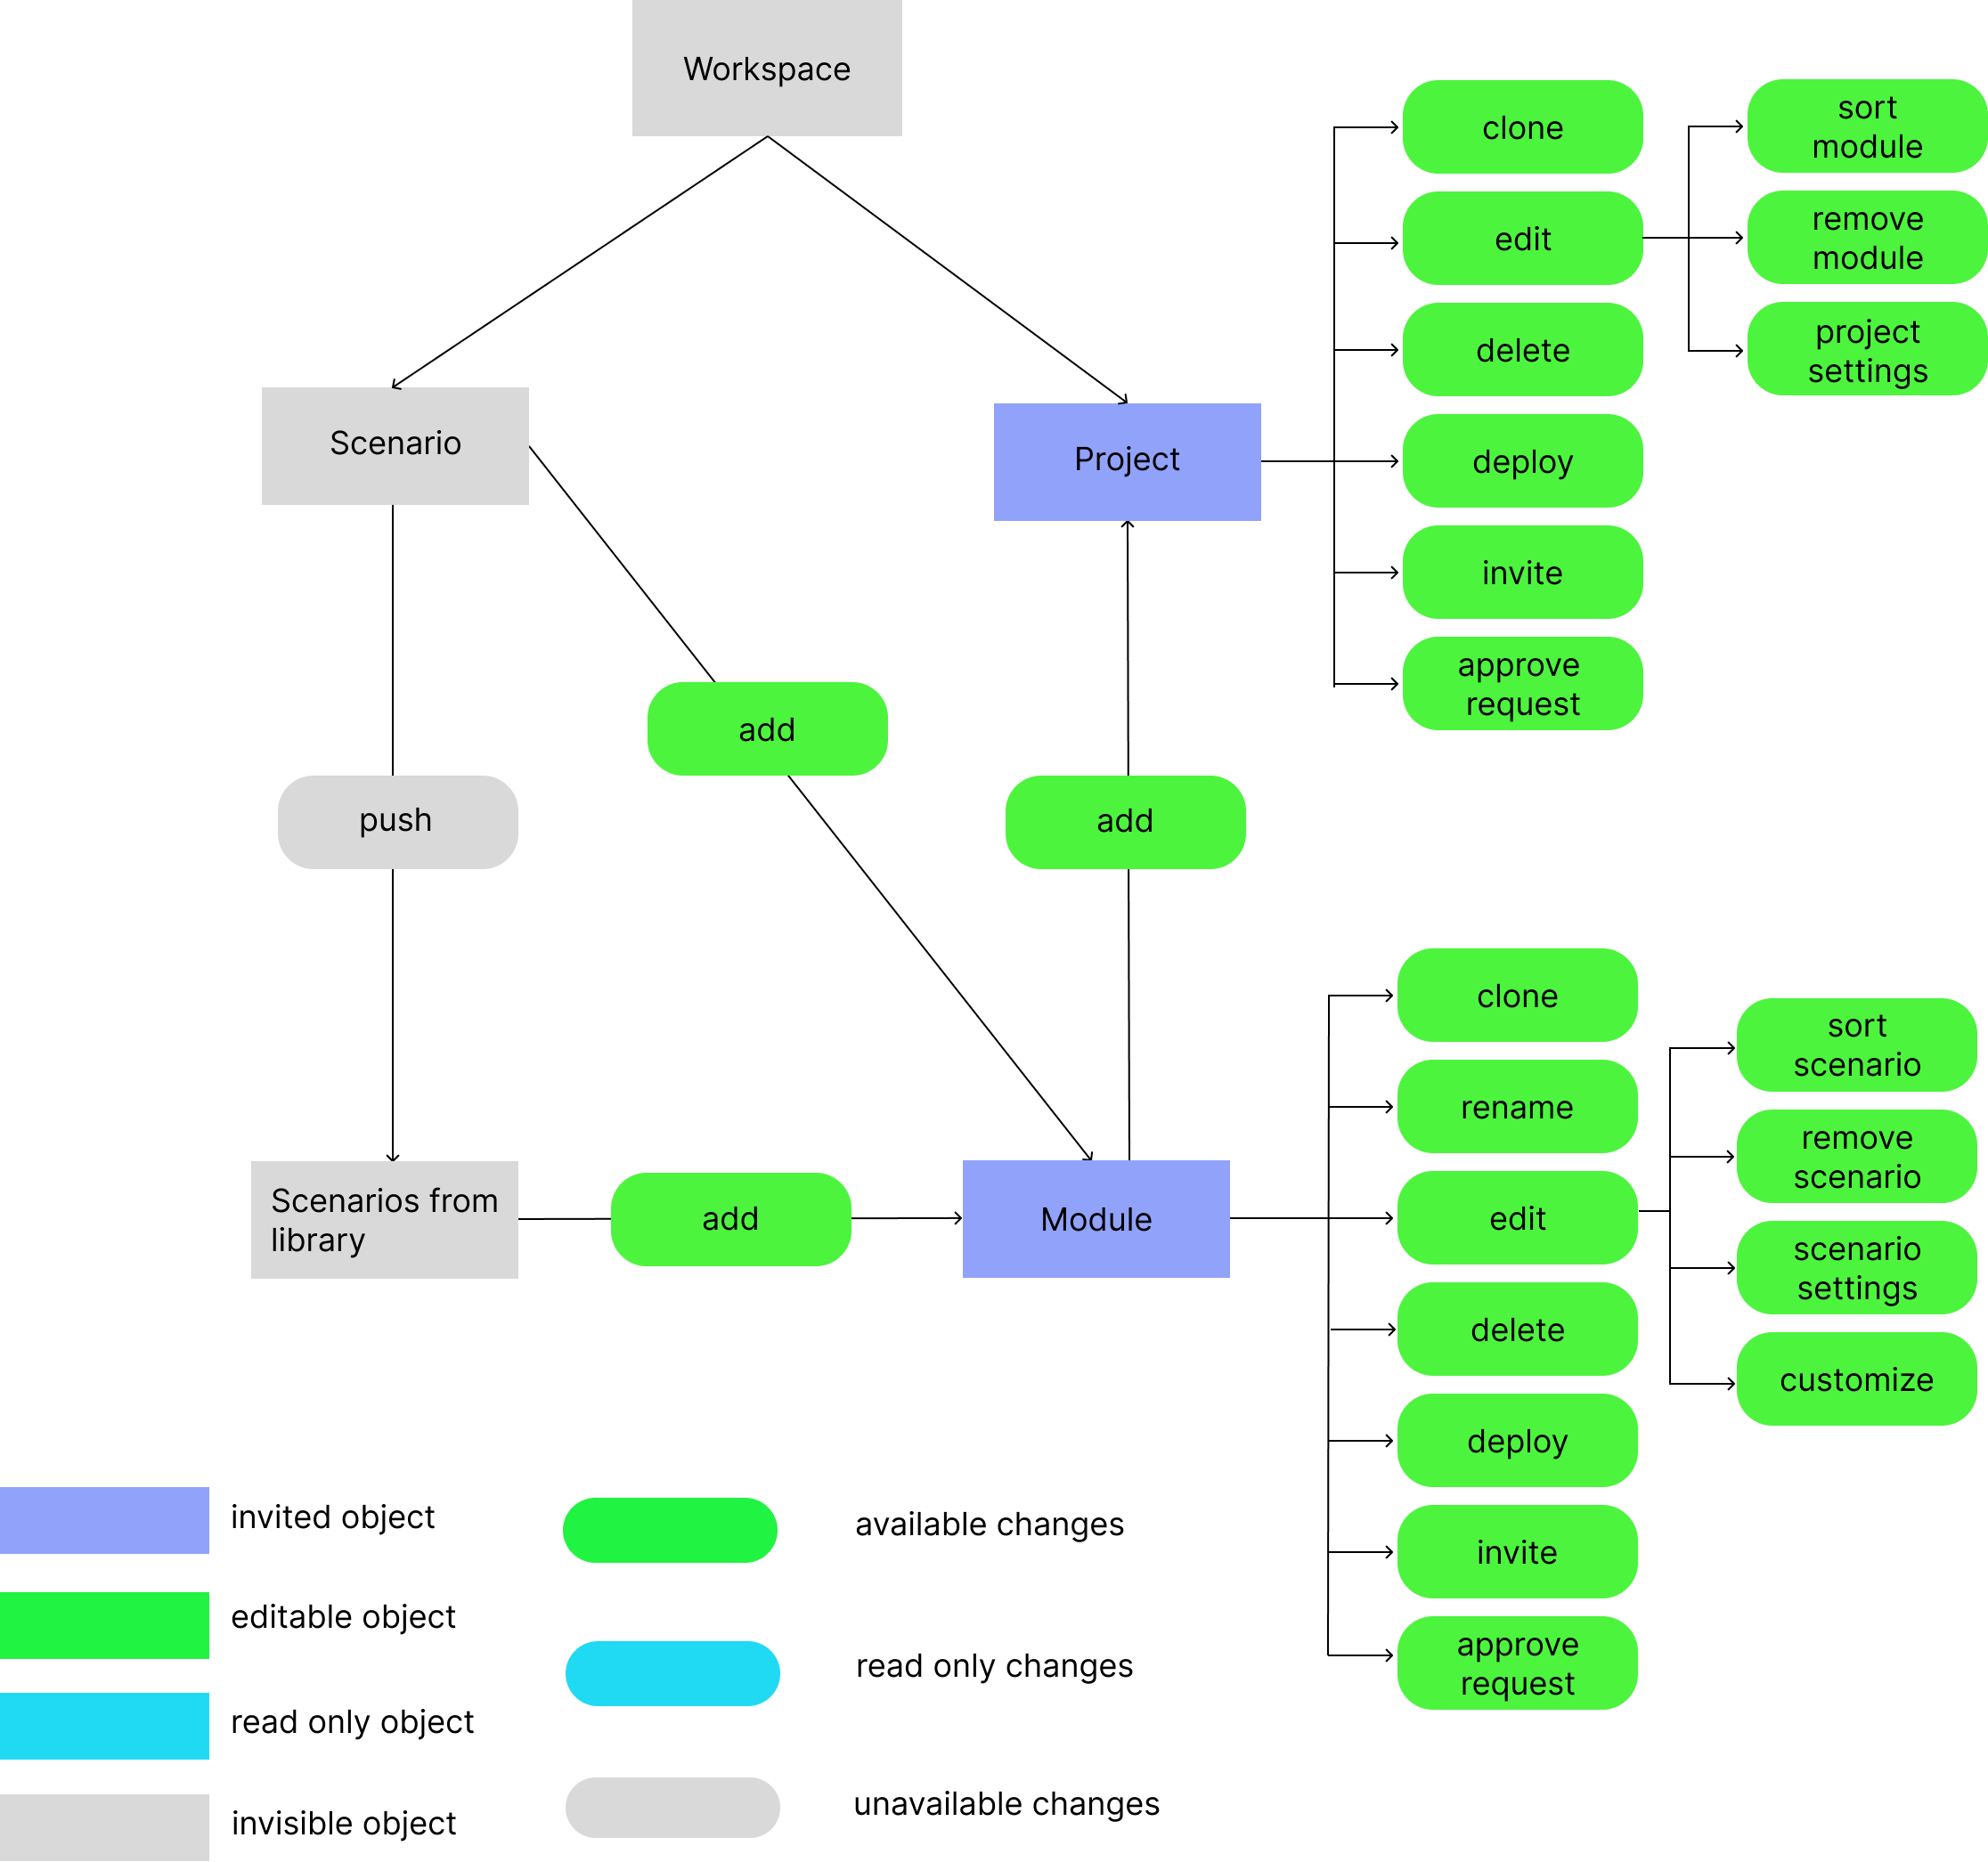 Workspace
clone
edit
delete
deploy
invite
approve
request
sort
module
remove
module
project
settings
Scenario
Project
push
add
add
Scenarios from
library
add
Module
clone
rename
edit
delete
deploy
invite
approve
request
sort
scenario
remove
scenario
scenario
settings
customize
invited object
editable object
read only object
invisible object
available changes
read only changes
unavailable changes